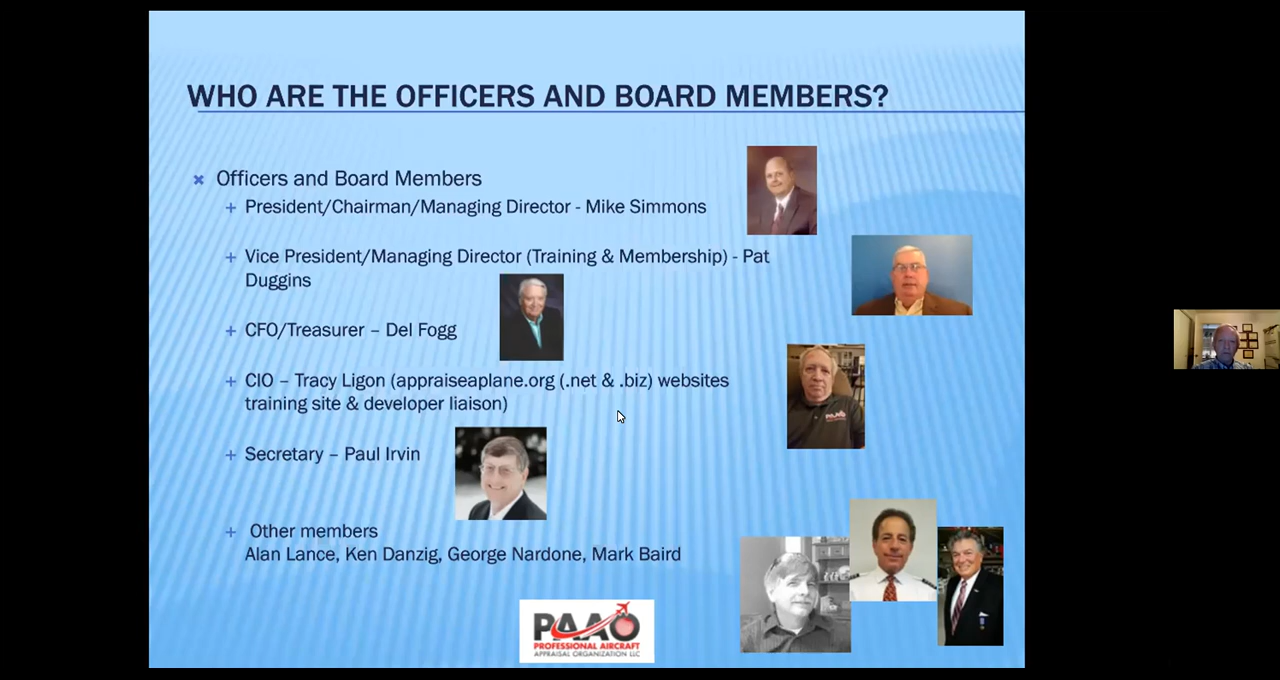 WHO ARE THE OFFICERS AND BOARD MEMBERS?
Officers and Board Members
President/Chairman/Managing Director - Mike Simmons
Vice President/Managing Director (Training & Membership) - Pat
Duggins
CFO/Treasurer – Del Fogg
CIO – Tracy Ligon (appraiseaplane.org (.net & .biz) websites
training site & developer liaison)
PAAO
Secretary – Paul Irvin
Other members
Alan Lance, Ken Danzig, George Nardone, Mark Baird
PAAO
PROFESSIONAL AIRCRAFT
APPRAISAL ORGANIZATION LLC